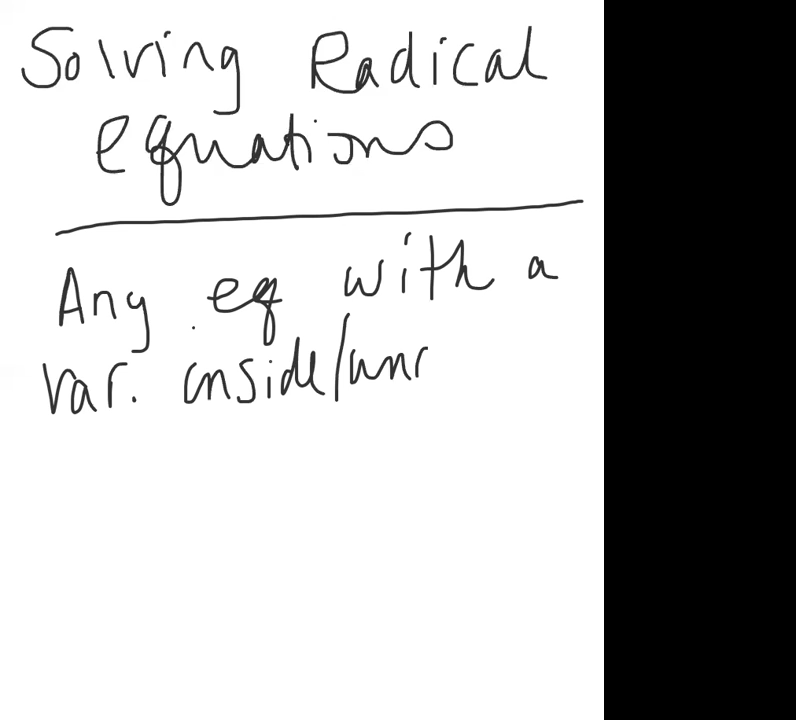 Solving Radical
equations
Any eq with a
var. inside/unr